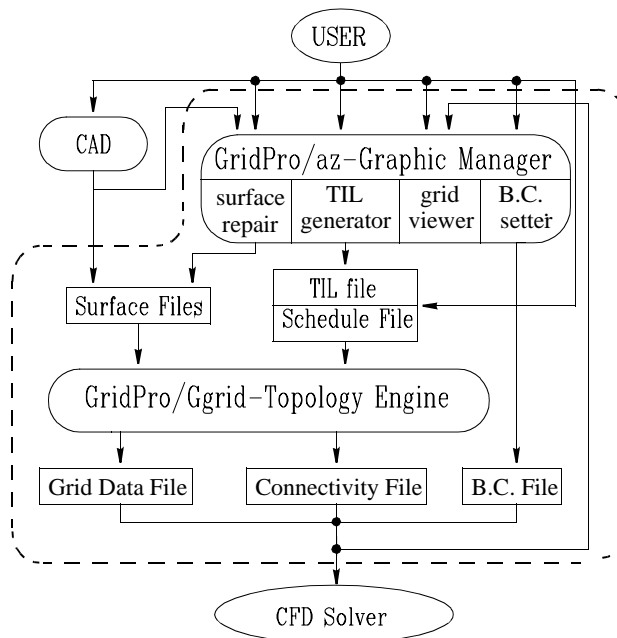 USER
CAD
GridPro/az-Graphic Manager
surface
repair
TIL
generator
grid
viewer
B.C.
setter
Surface Files
TIL file
Schedule File
GridPro/Ggrid-Topology Engine
Grid Data File
Connectivity File
B.C. File
CFD Solver